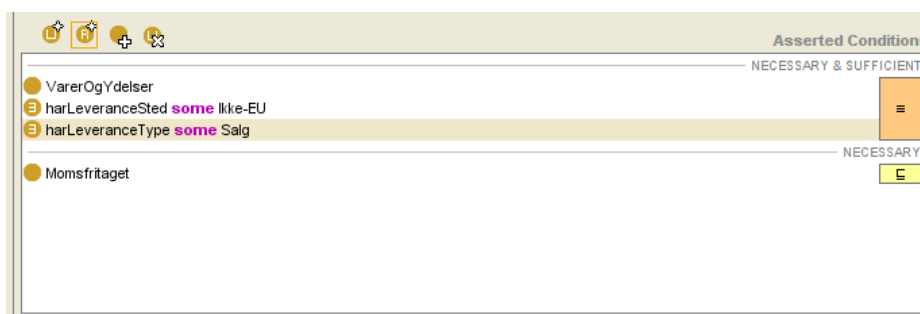 Asserted Condition
NECESSARY & SUFFICIENT
VarerOgYdelser
harLeveranceSted some Ikke-EU
harLeveranceType some Salg
NECESSARY
Momsfritaget